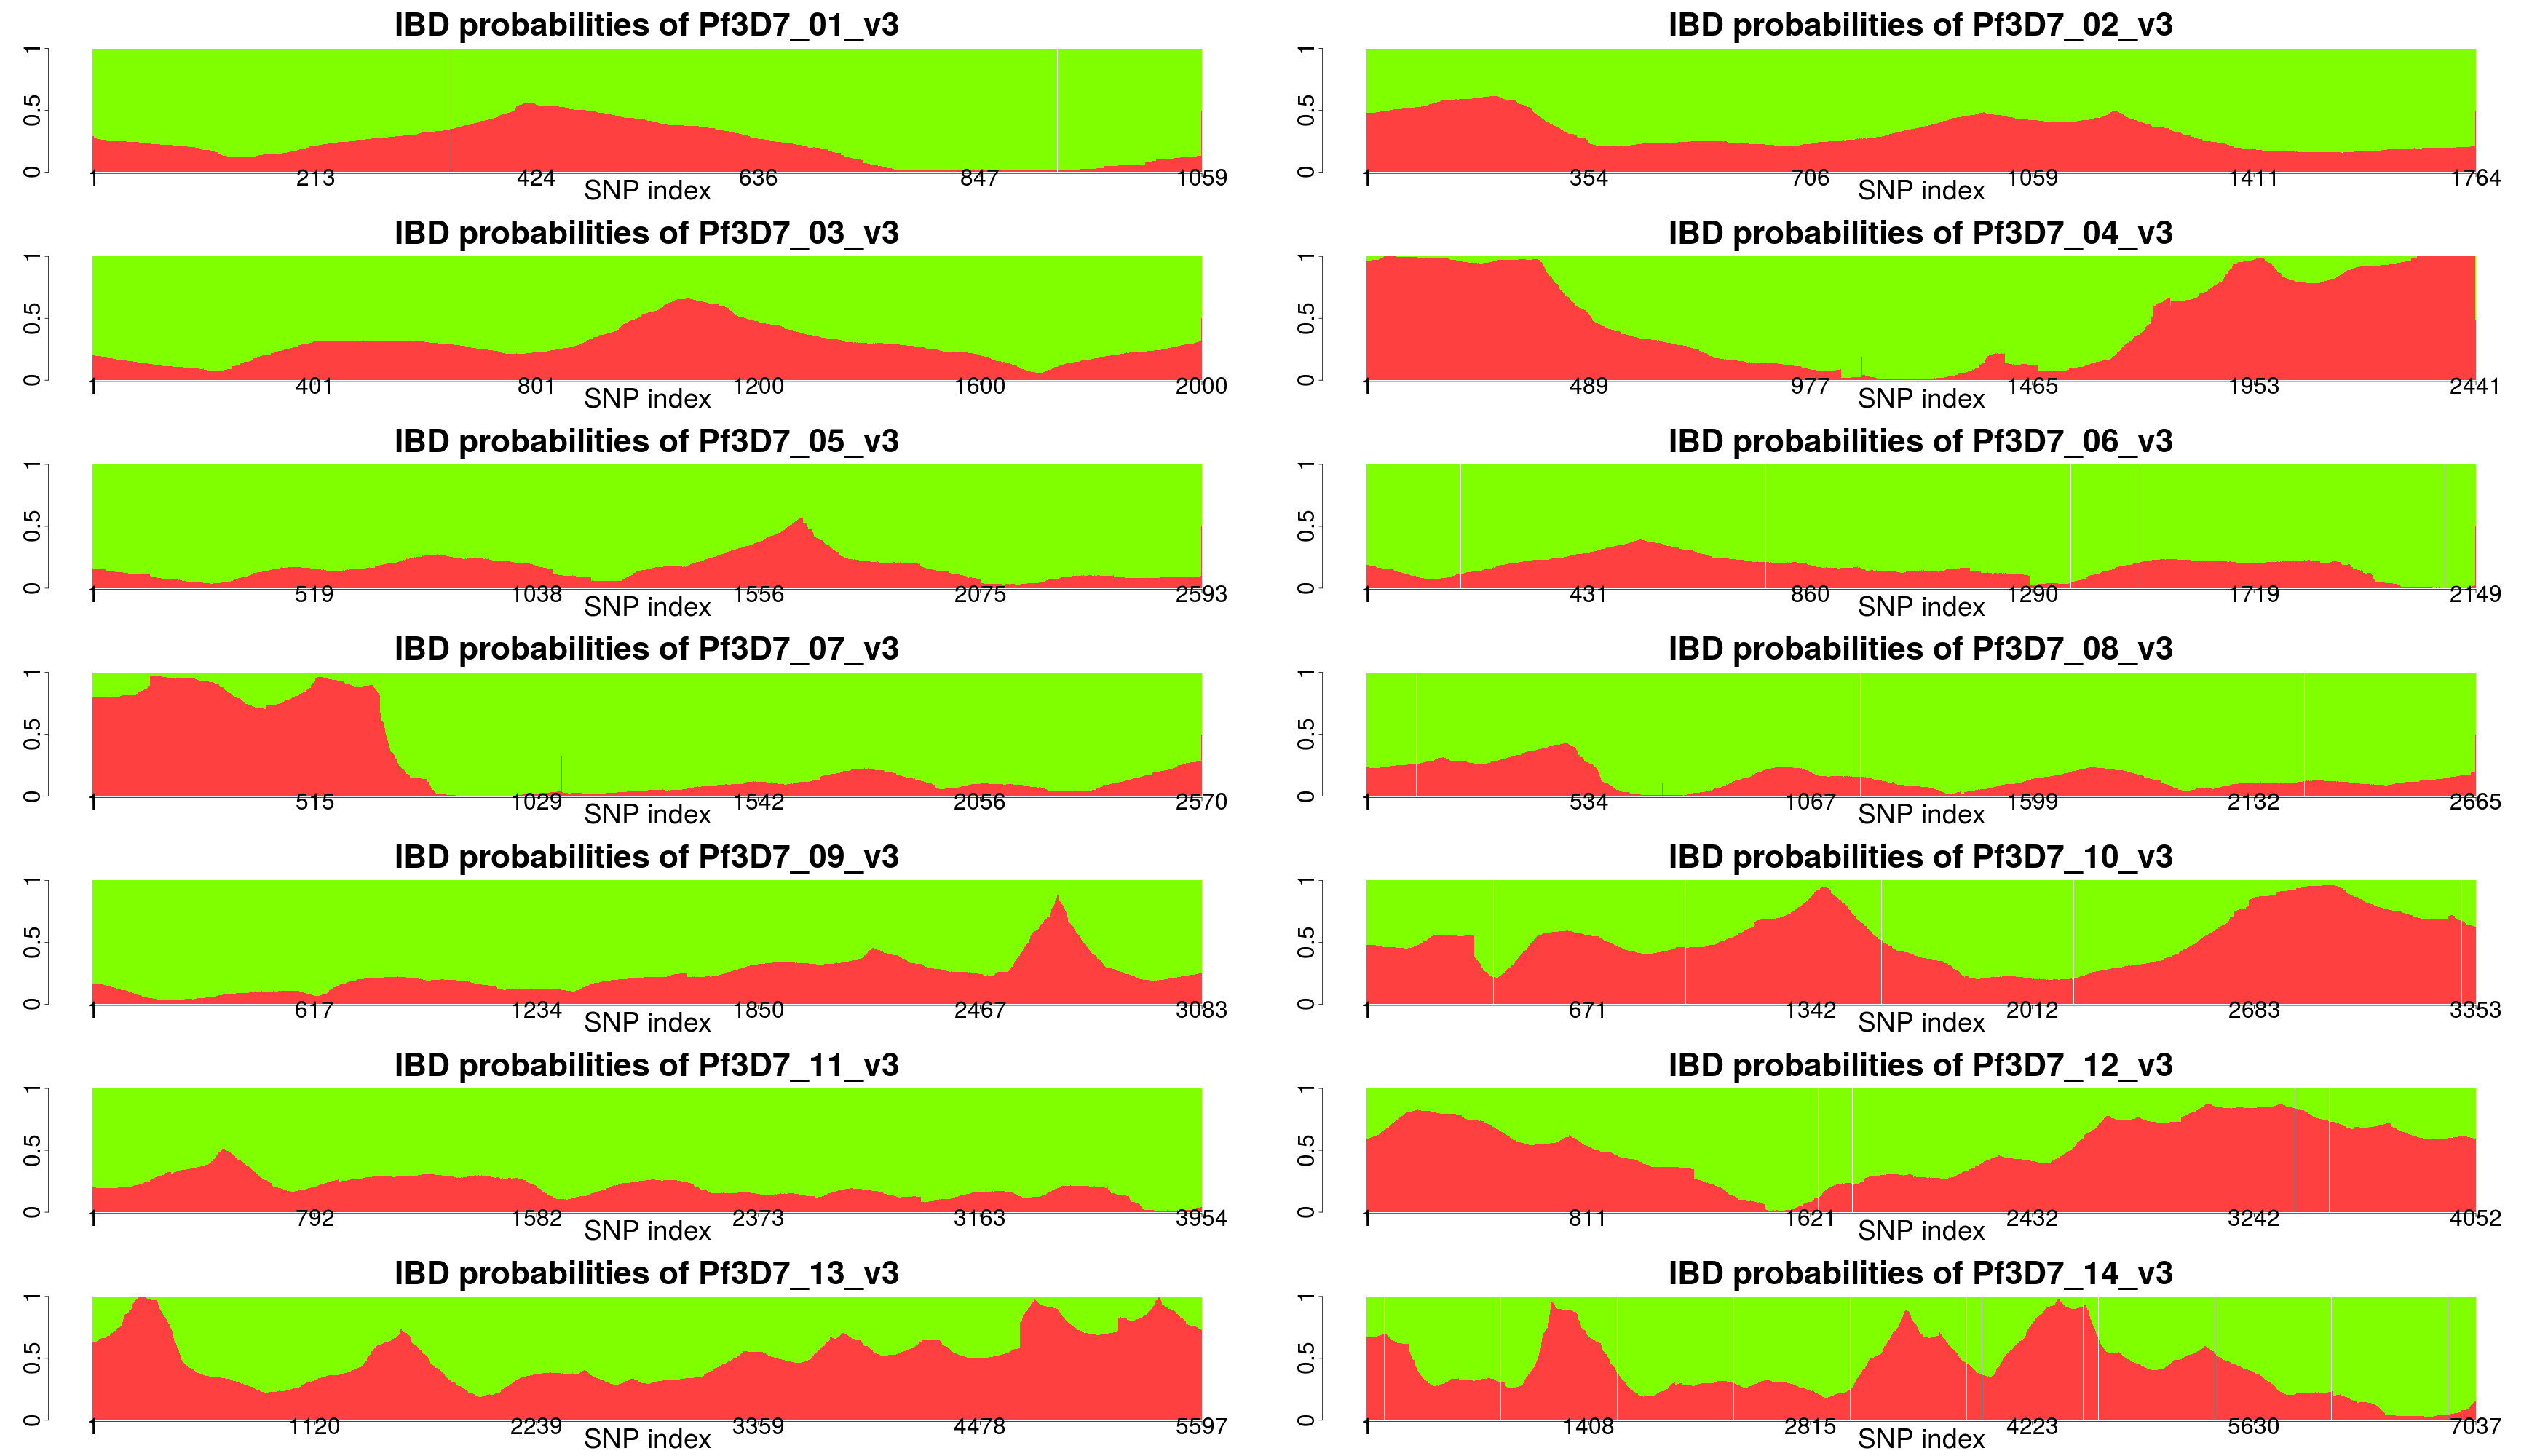 IBD probabilities of Pf3D7_01_v3
0 0.5 1
1 213 424 636 847 1059
SNP index
IBD probabilities of Pf3D7_02_v3
0 0.5 1
1 354 706 1059 1411 1764
SNP index
IBD probabilities of Pf3D7_03_v3
0 0.5 1
1 401 801 1200 1600 2000
SNP index
IBD probabilities of Pf3D7_04_v3
0 0.5 1
1 489 977 1465 1953 2441
SNP index
IBD probabilities of Pf3D7_05_v3
0 0.5 1
1 519 1038 1556 2075 2593
SNP index
IBD probabilities of Pf3D7_06_v3
0 0.5 1
1 431 860 1290 1719 2149
SNP index
IBD probabilities of Pf3D7_07_v3
0 0.5 1
1 515 1029 1542 2056 2570
SNP index
IBD probabilities of Pf3D7_08_v3
0 0.5 1
1 534 1067 1599 2132 2665
SNP index
IBD probabilities of Pf3D7_09_v3
0 0.5 1
1 617 1234 1850 2467 3083
SNP index
IBD probabilities of Pf3D7_10_v3
0 0.5 1
1 671 1342 2012 2683 3353
SNP index
IBD probabilities of Pf3D7_11_v3
0 0.5 1
1 792 1582 2373 3163 3954
SNP index
IBD probabilities of Pf3D7_12_v3
0 0.5 1
1 811 1621 2432 3242 4052
SNP index
IBD probabilities of Pf3D7_13_v3
0 0.5 1
1 1120 2239 3359 4478 5597
SNP index
IBD probabilities of Pf3D7_14_v3
0 0.5 1
1 1408 2815 4223 5630 7037
SNP index